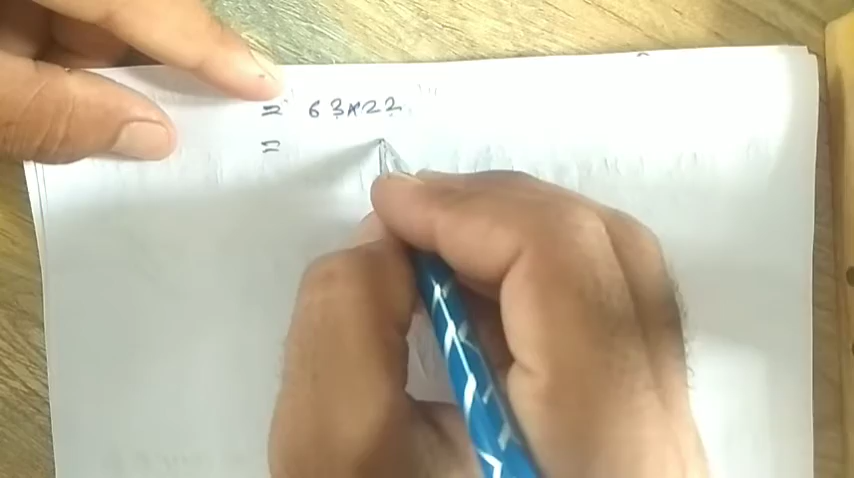 = 63×22
=